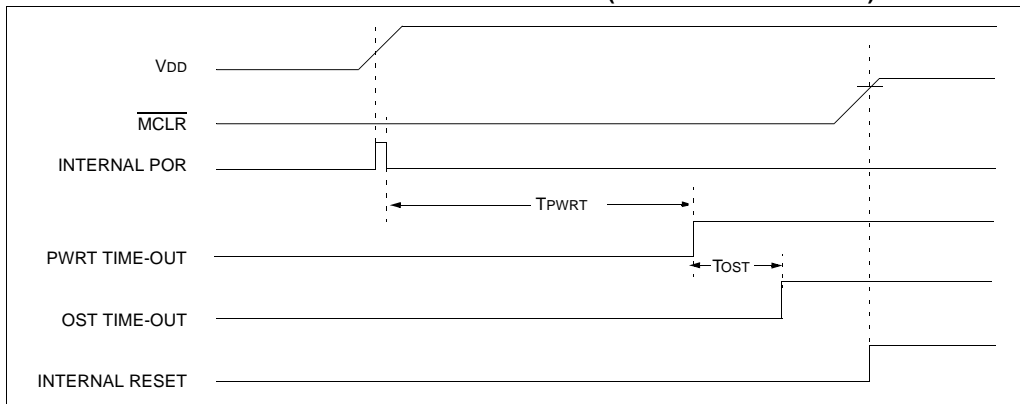 VDD
MCLR
INTERNAL POR
TPWRT
PWRT TIME-OUT
TOST
OST TIME-OUT
INTERNAL RESET